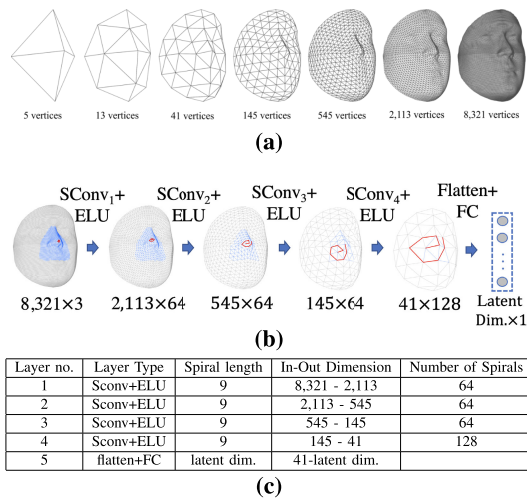 5 vertices 13 vertices 41 vertices 145 vertices 545 vertices 2,113 vertices 8,321 vertices
(a)
SConv1+ ELU SConv2+ ELU SConv3+ ELU SConv4+ ELU Flatten+ FC
8,321×3 2,113×64 545×64 145×64 41×128 Latent Dim.×1
(b)
Layer no. Layer Type Spiral length In-Out Dimension Number of Spirals
1 Sconv+ELU 9 8,321 - 2,113 64
2 Sconv+ELU 9 2,113 - 545 64
3 Sconv+ELU 9 545 - 145 64
4 Sconv+ELU 9 145 - 41 128
5 flatten+FC latent dim. 41-latent dim.
(c)